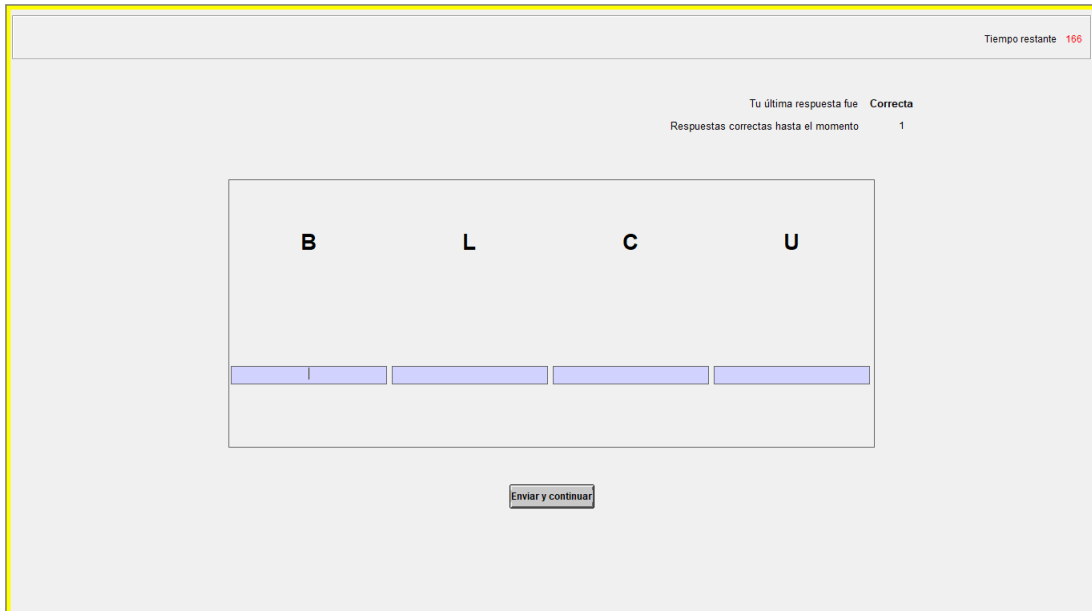 Tiempo restante 166
Tu última respuesta fue Correcta
Respuestas correctas hasta el momento 1
B L C U
Enviar y continuar